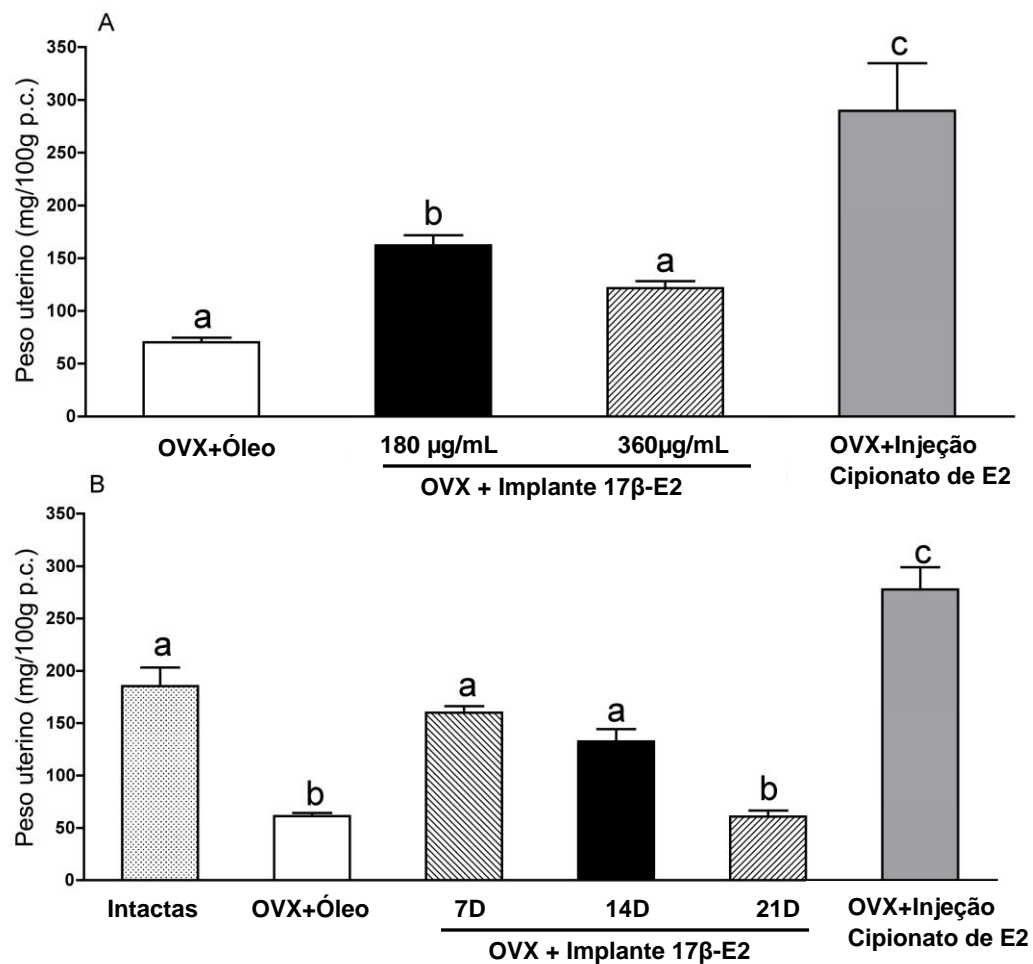 A
Peso uterino (mg/100g p.c.)
350
300
250
200
150
100
50
0
a
b
a
c
OVX+Óleo
180 µg/mL
360µg/mL
OVX+Injeção
Cipionato de E2
OVX + Implante 17β-E2
B
Peso uterino (mg/100g p.c.)
350
300
250
200
150
100
50
0
a
b
a
a
b
c
Intactas
OVX+Óleo
7D
14D
21D
OVX+Injeção
Cipionato de E2
OVX + Implante 17β-E2